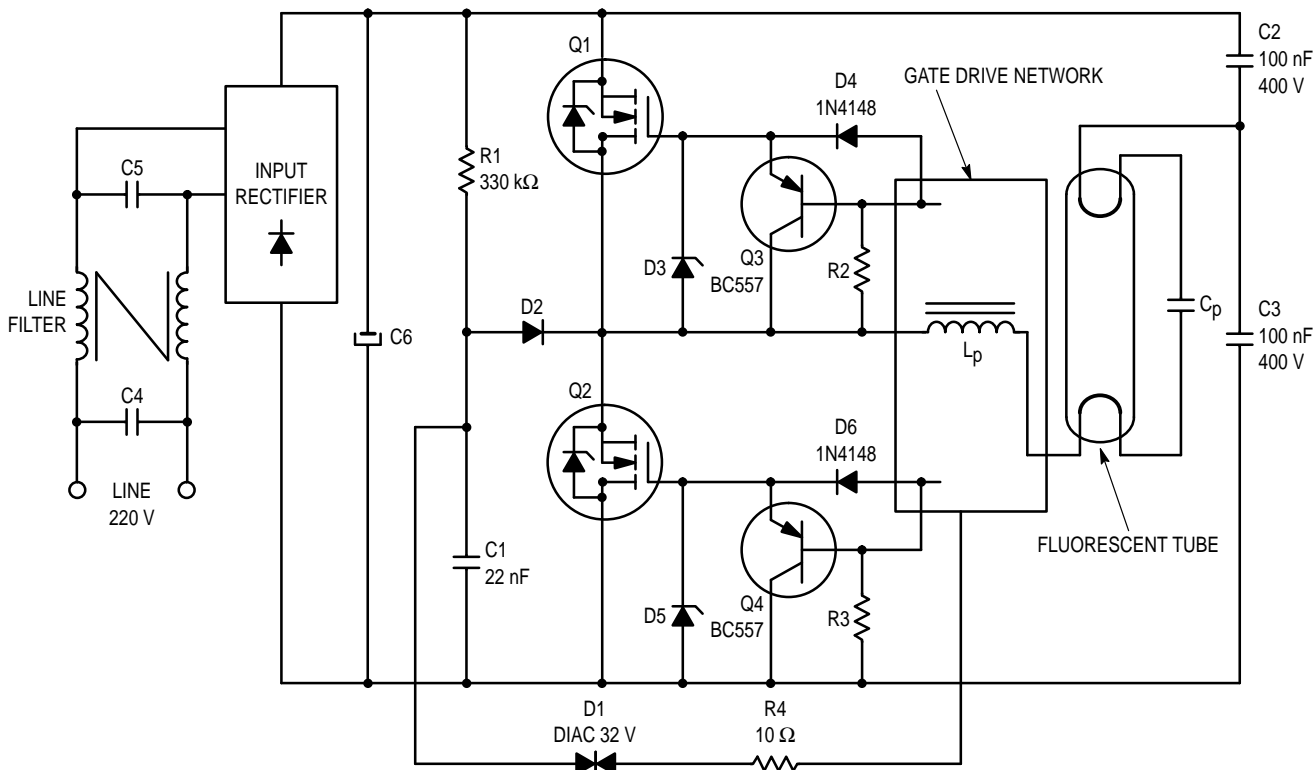 Q1
D4
1N4148
GATE DRIVE NETWORK
C2
100 nF
400 V
C5
INPUT
RECTIFIER
R1
330 kΩ
Q3
BC557
D3
R2
LINE
FILTER
D2
C6
Lp
Cp
C3
100 nF
400 V
C4
Q2
D6
1N4148
LINE
220 V
C1
22 nF
D5
Q4
BC557
R3
FLUORESCENT TUBE
D1
DIAC 32 V
R4
10 Ω